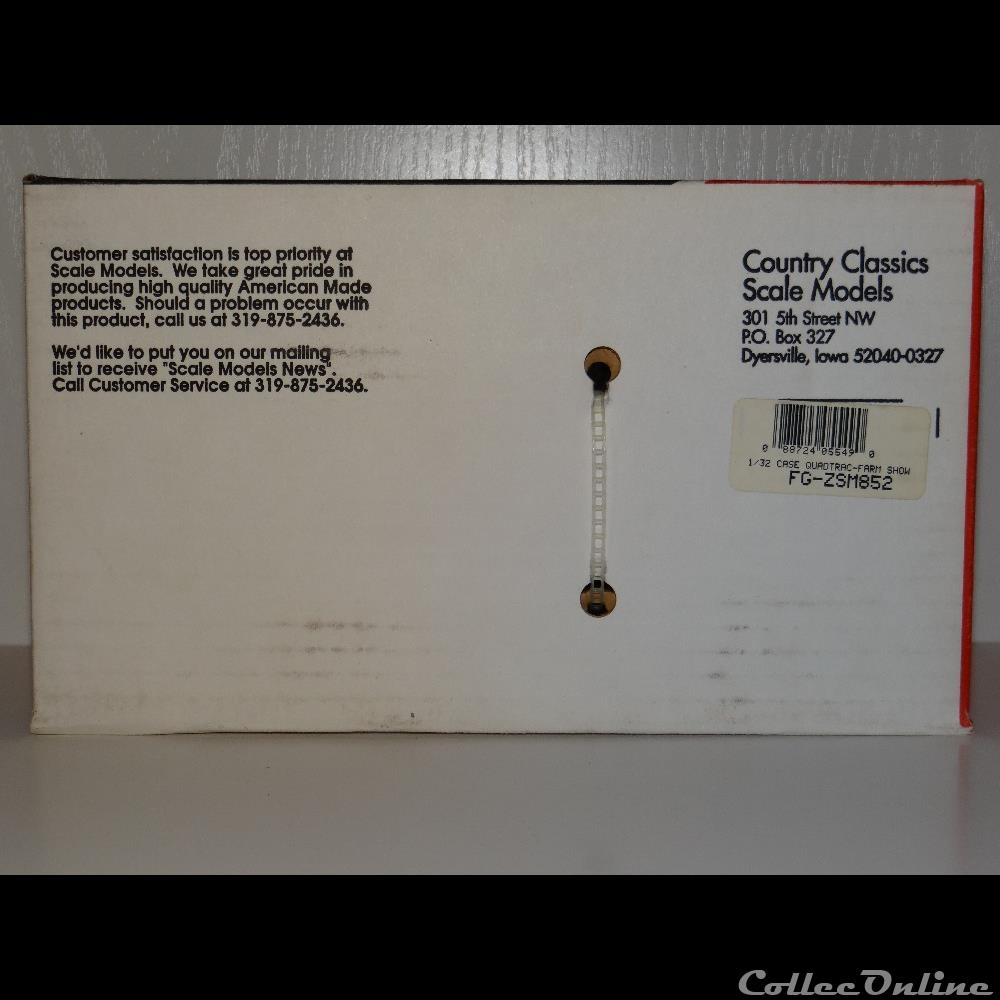 Customer satisfaction is top priority at
Scale Models. We take great pride in
producing high quality American Made
products. Should a problem occur with
this product, call us at 319-875-2436.
We'd like to put you on our mailing
list to receive "Scale Models News".
Call Customer Service at 319-875-2436.
Country Classics
Scale Models
301 5th Street NW
P.O. Box 327
Dyersville, Iowa 52040-0327
0 88724 05549 0
1/32 CASE QUADTRAC-FARM SHOW
FG-ZSM852
CollecOnline